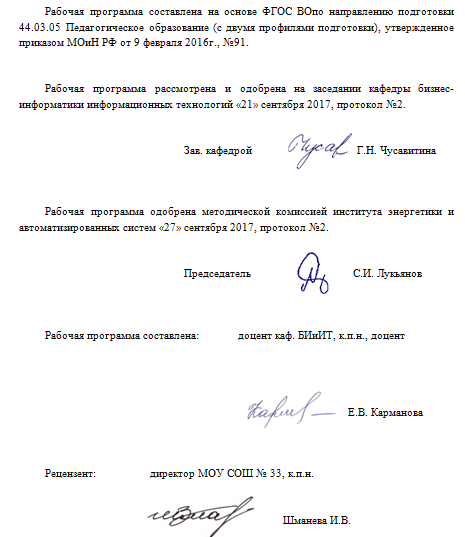 Рабочая программа составлена на основе ФГОС ВОпо направлению подготовки
44.03.05 Педагогическое образование (с двумя профилями подготовки), утвержденное
приказом МОиН РФ от 9 февраля 2016г., №91.
Рабочая программа рассмотрена и одобрена на заседании кафедры бизнес-
информатики информационных технологий «21» сентября 2017, протокол №2.
Зав. кафедрой Г.Н. Чусавитина
Рабочая программа одобрена методической комиссией института энергетики и
автоматизированных систем «27» сентября 2017, протокол №2.
Председатель С.И. Лукьянов
Рабочая программа составлена: доцент каф. БИиИТ, к.п.н., доцент
Е.В. Карманова
Рецензент: директор МОУ СОШ № 33, к.п.н.
Шманева И.В.